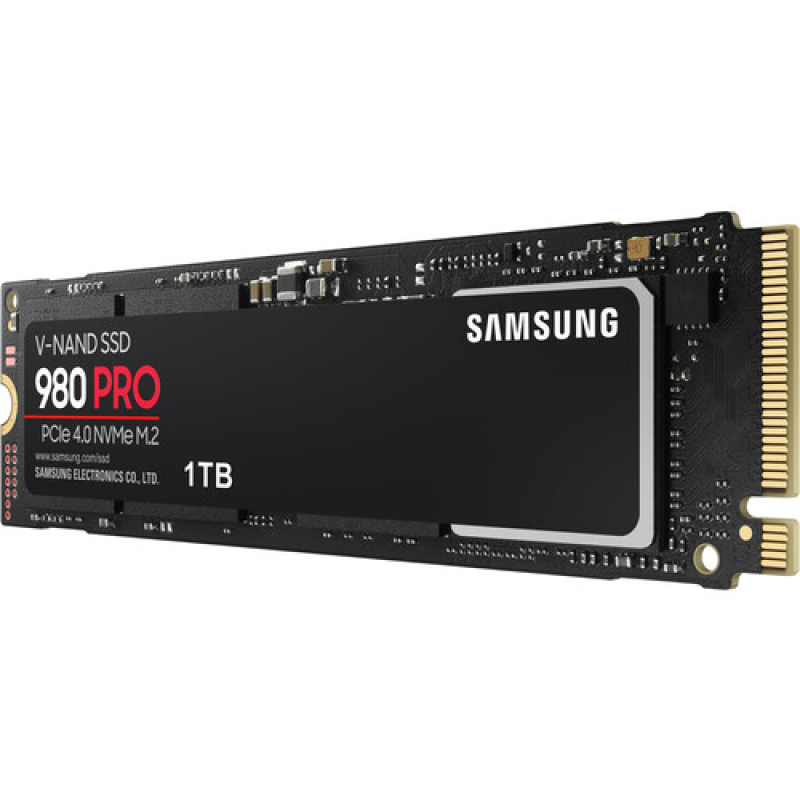 V-NAND SSD
980 PRO
PCIe 4.0 NVMe M.2
www.samsung.com/ssd
SAMSUNG ELECTRONICS CO., LTD.
1TB
SAMSUNG